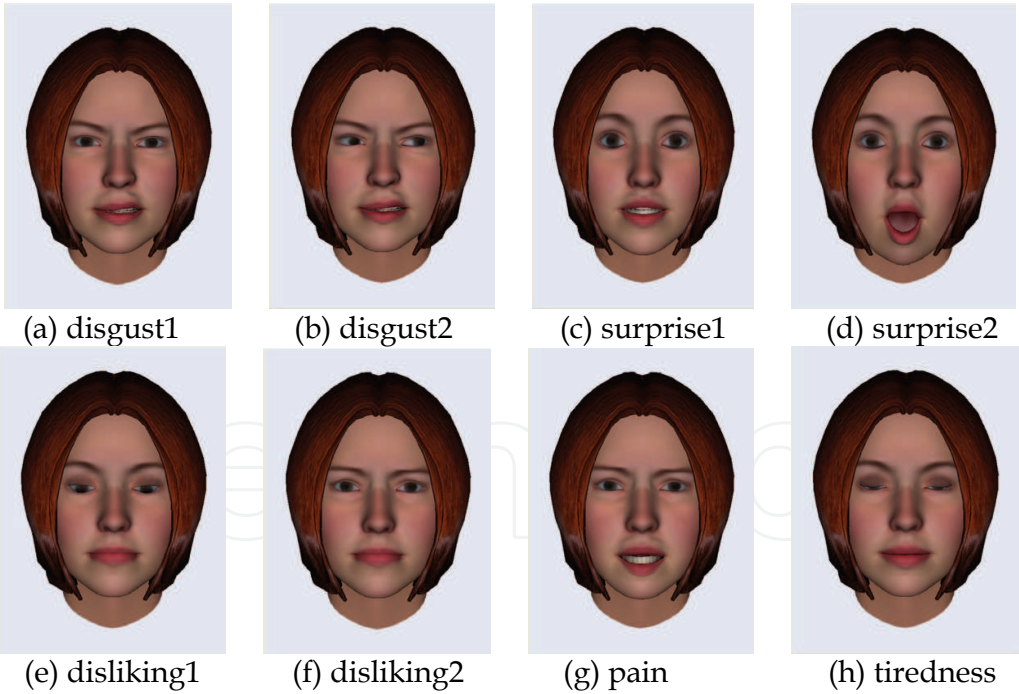 (a) disgust1 (b) disgust2 (c) surprise1 (d) surprise2
(e) disliking1 (f) disliking2 (g) pain (h) tiredness